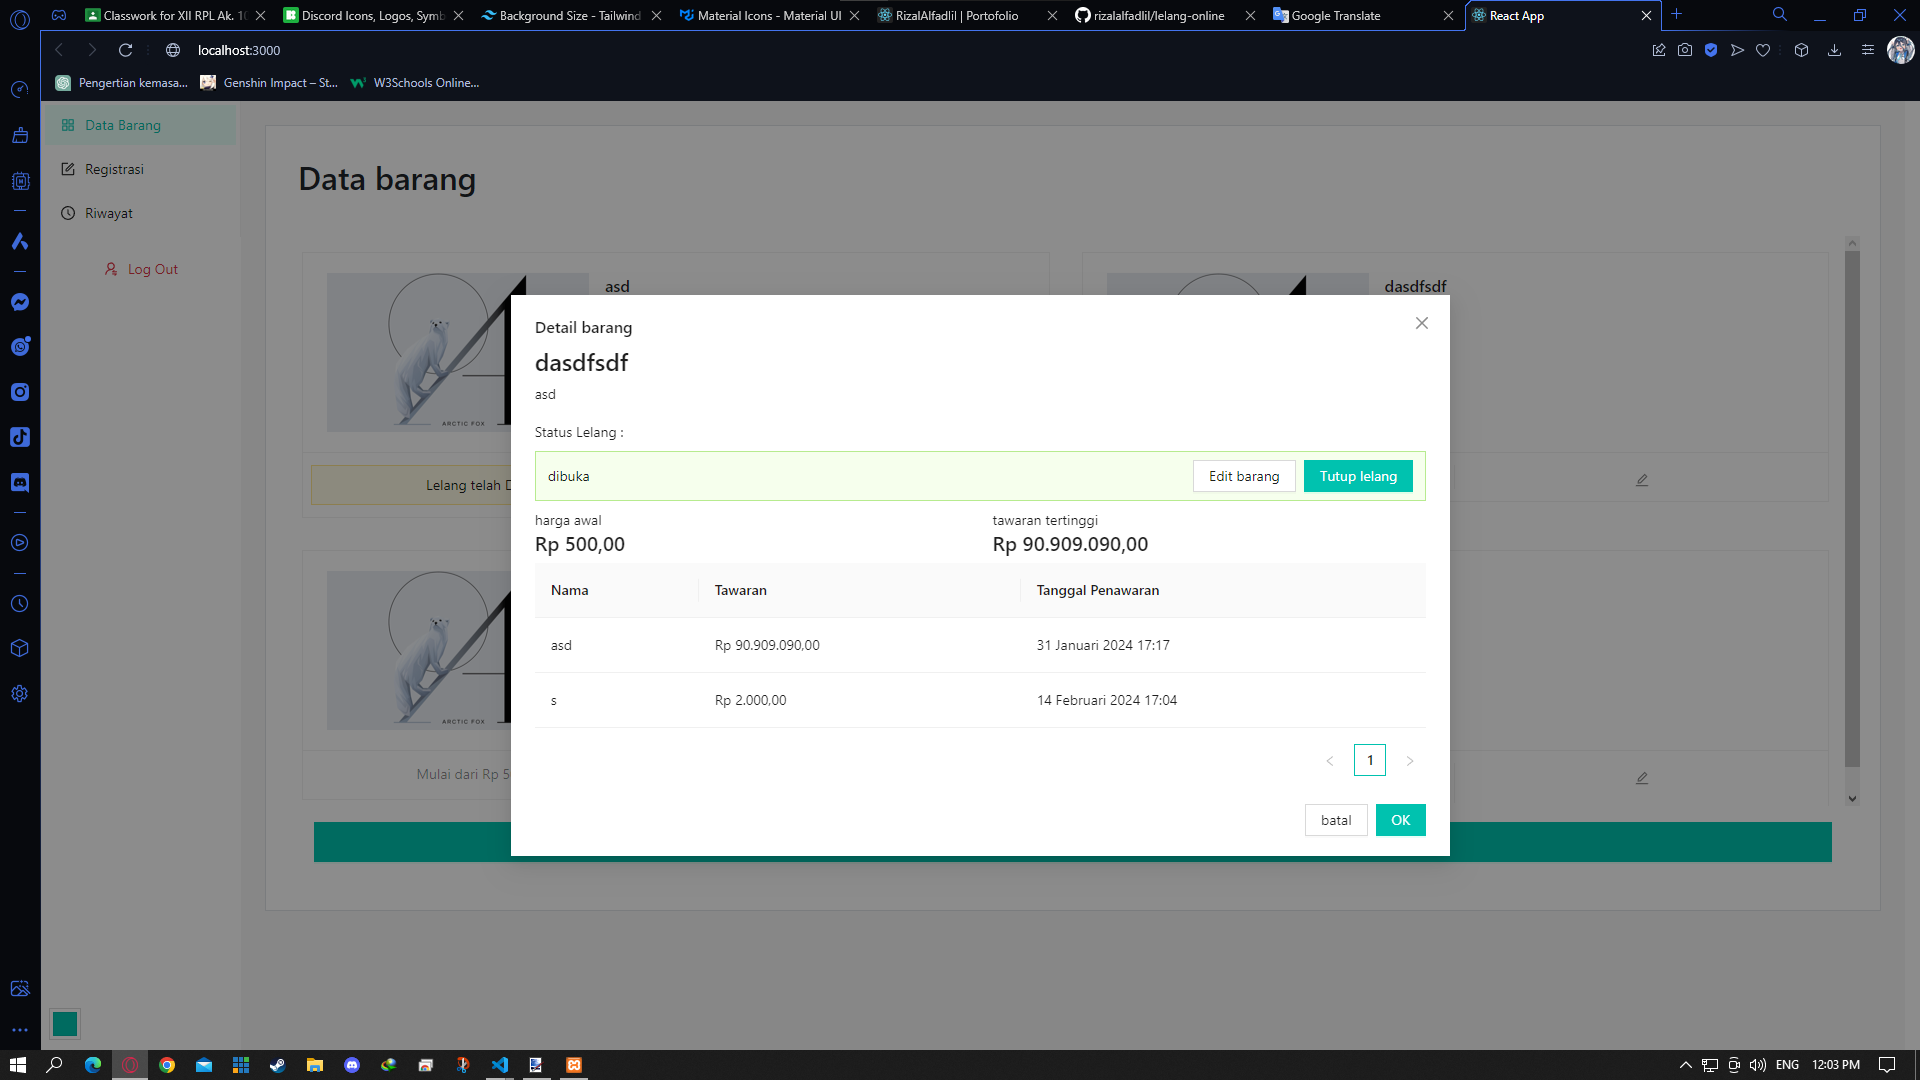 Classwork for XII RPL Ak. 10
Discord Icons, Logos, Symb
Background Size - Tailwind
Material Icons - Material UI
RizalAlfadlil | Portofolio
rizalalfadlil/lelang-online
Google Translate
React App
localhost:3000
Pengertian kemasa...
Genshin Impact – St...
W3Schools Online...
Data Barang
Registrasi
Riwayat
Log Out
Data barang
asd
dasdfsdf
ARCTIC FOX
Lelang telah D
ARCTIC FOX
Mulai dari Rp 5
Detail barang
dasdfsdf
asd
Status Lelang :
dibuka
Edit barang
Tutup lelang
harga awal
tawaran tertinggi
Rp 500,00
Rp 90.909.090,00
Nama
Tawaran
Tanggal Penawaran
asd
Rp 90.909.090,00
31 Januari 2024 17:17
s
Rp 2.000,00
14 Februari 2024 17:04
1
batal
OK
ENG
12:03 PM